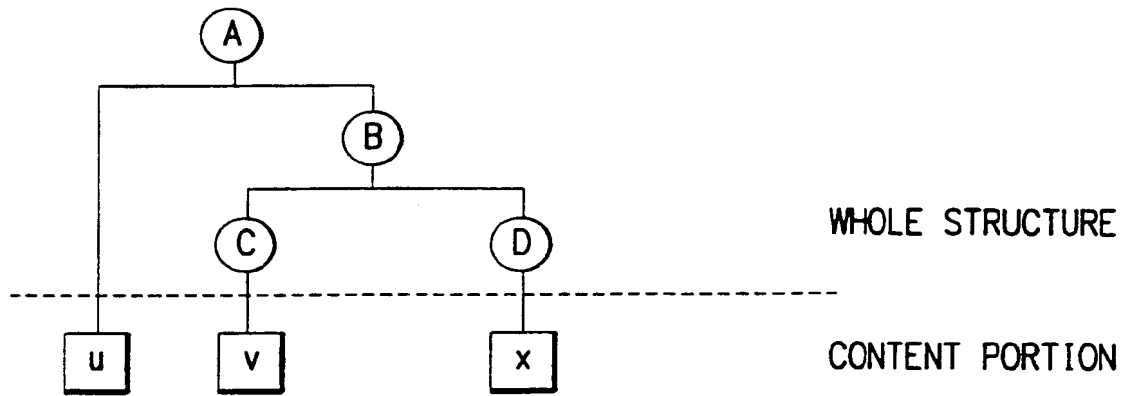 A
B
C D
WHOLE STRUCTURE
u v x
CONTENT PORTION